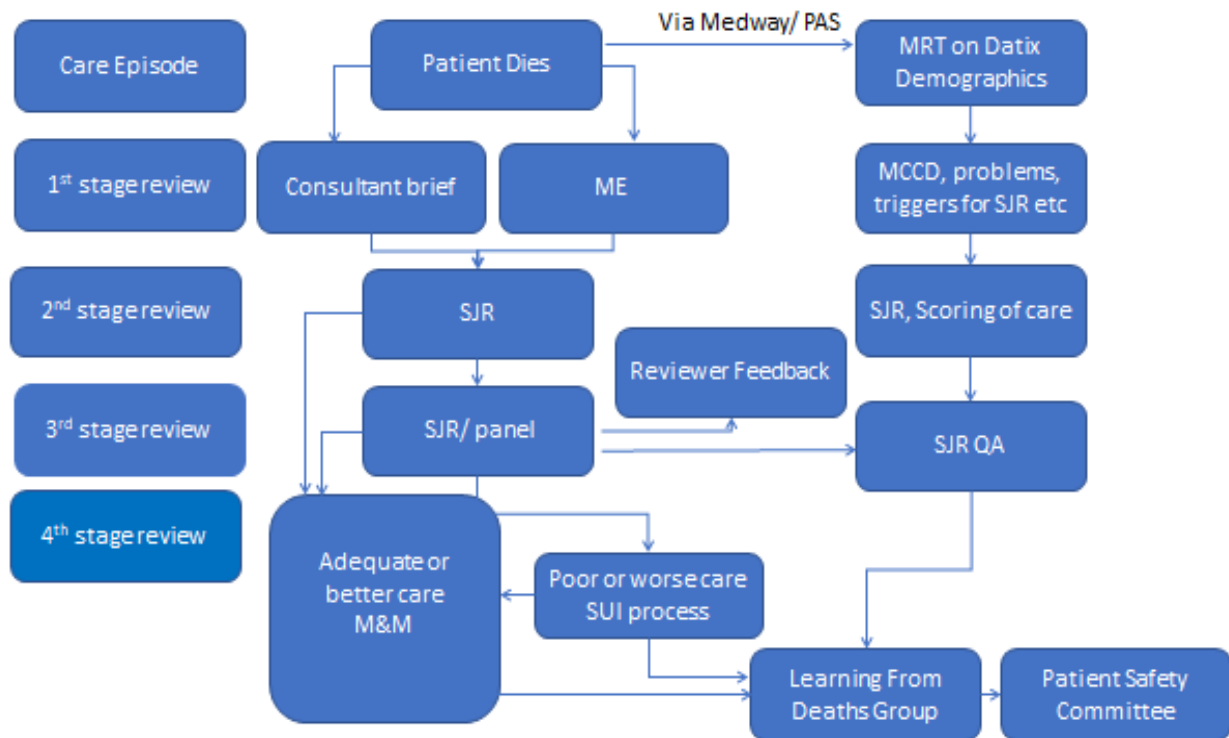 Via Medway/ PAS
Care Episode
Patient Dies
MRT on Datix
Demographics
1st stage review
Consultant brief
ME
MCCD, problems,
triggers for SJR etc
2nd stage review
SJR
SJR, Scoring of care
Reviewer Feedback
3rd stage review
SJR/ panel
SJR QA
4th stage review
Adequate or
better care
M&M
Poor or worse care
SUI process
Learning From
Deaths Group
Patient Safety
Committee